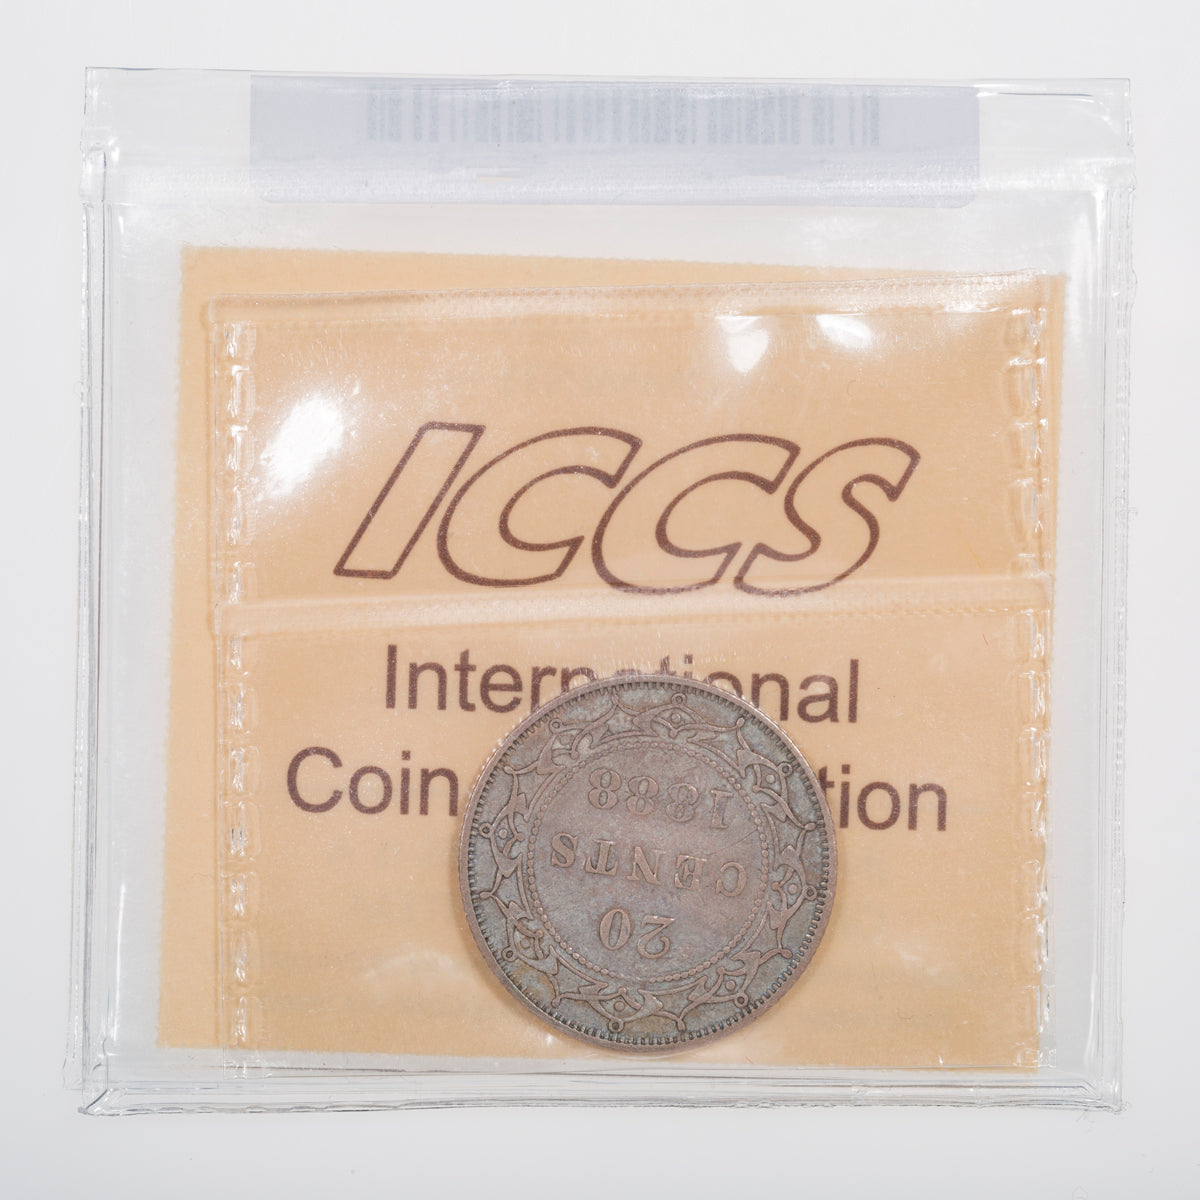 ICCS
International
Coin
tion
20
CENTS
1888